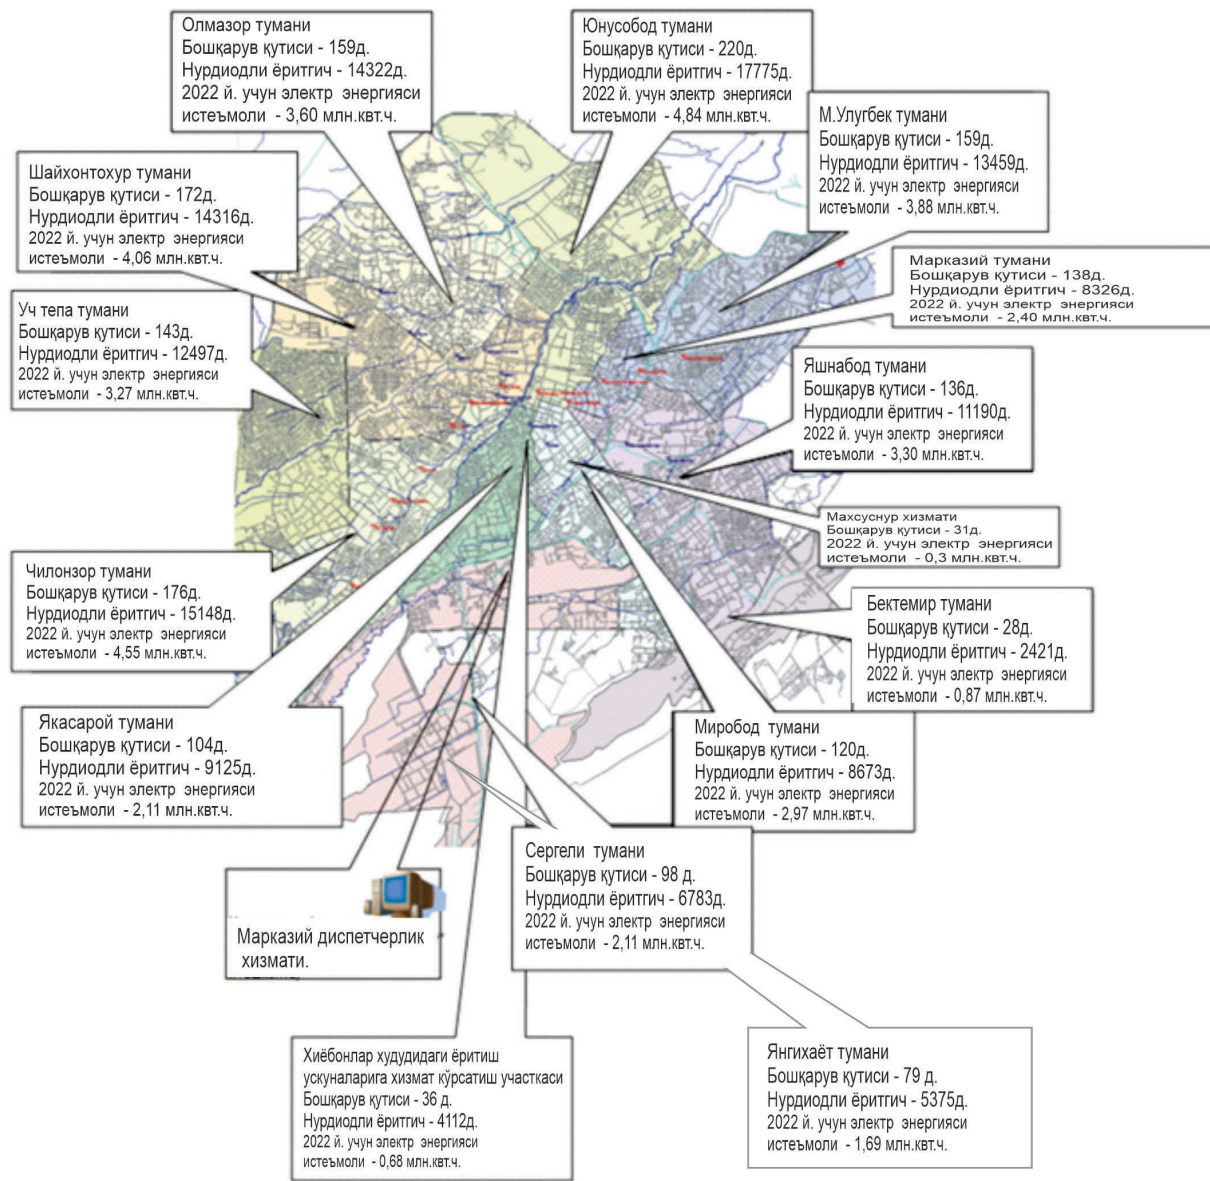 Олмазор тумани
Бошқарув қутиси - 159д.
Нурдиодли ёритгич - 14322д.
2022 й. учун электр энергияси
истеъмоли - 3,60 млн.квт.ч.
Юнусобод тумани
Бошқарув қутиси - 220д.
Нурдиодли ёритгич - 17775д.
2022 й. учун электр энергияси
истеъмоли - 4,84 млн.квт.ч.
М.Улугбек тумани
Бошқарув қутиси - 159д.
Нурдиодли ёритгич - 13459д.
2022 й. учун электр энергияси
истеъмоли - 3,88 млн.квт.ч.
Шайхонтохур тумани
Бошқарув қутиси - 172д.
Нурдиодли ёритгич - 14316д.
2022 й. учун электр энергияси
истеъмоли - 4,06 млн.квт.ч.
Марказий тумани
Бошқарув қутиси - 138д.
Нурдиодли ёритгич - 8326д.
2022 й. учун электр энергияси
истеъмоли - 2,40 млн.квт.ч.
Уч тепа тумани
Бошқарув қутиси - 143д.
Нурдиодли ёритгич - 12497д.
2022 й. учун электр энергияси
истеъмоли - 3,27 млн.квт.ч.
Яшнабод тумани
Бошқарув қутиси - 136д.
Нурдиодли ёритгич - 11190д.
2022 й. учун электр энергияси
истеъмоли - 3,30 млн.квт.ч.
Махсуснур хизмати
Бошқарув қутиси - 31д.
2022 й. учун электр энергияси
истеъмоли - 0,3 млн.квт.ч.
Чилонзор тумани
Бошқарув қутиси - 176д.
Нурдиодли ёритгич - 15148д.
2022 й. учун электр энергияси
истеъмоли - 4,55 млн.квт.ч.
Бектемир тумани
Бошқарув қутиси - 28д.
Нурдиодли ёритгич - 2421д.
2022 й. учун электр энергияси
истеъмоли - 0,87 млн.квт.ч.
Якасарой тумани
Бошқарув қутиси - 104д.
Нурдиодли ёритгич - 9125д.
2022 й. учун электр энергияси
истеъмоли - 2,11 млн.квт.ч.
Миробод тумани
Бошқарув қутиси - 120д.
Нурдиодли ёритгич - 8673д.
2022 й. учун электр энергияси
истеъмоли - 2,97 млн.квт.ч.
Сергели тумани
Бошқарув қутиси - 98 д.
Нурдиодли ёритгич - 6783д.
2022 й. учун электр энергияси
истеъмоли - 2,11 млн.квт.ч.
Марказий диспетчерлик
хизмати.
Хиёбонлар худудидаги ёритиш
ускуналарига хизмат кўрсатиш участкаси
Бошқарув қутиси - 36 д.
Нурдиодли ёритгич - 4112д.
2022 й. учун электр энергияси
истеъмоли - 0,68 млн.квт.ч.
Янгихаёт тумани
Бошқарув қутиси - 79 д.
Нурдиодли ёритгич - 5375д.
2022 й. учун электр энергияси
истеъмоли - 1,69 млн.квт.ч.